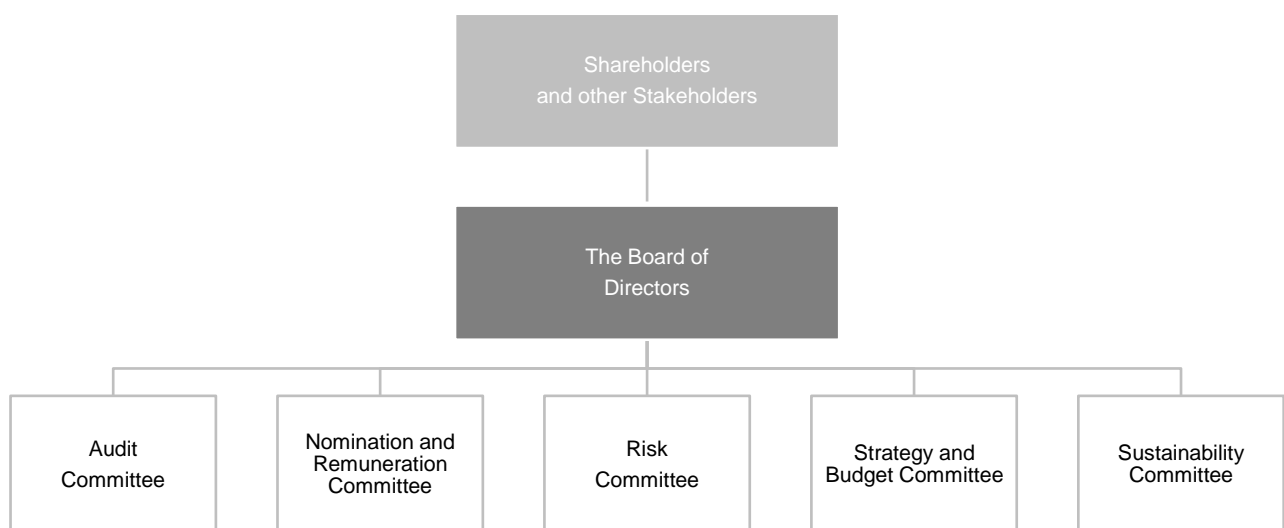 Shareholders
and other Stakeholders
The Board of
Directors
Audit
Committee
Nomination and
Remuneration
Committee
Risk
Committee
Strategy and
Budget Committee
Sustainability
Committee